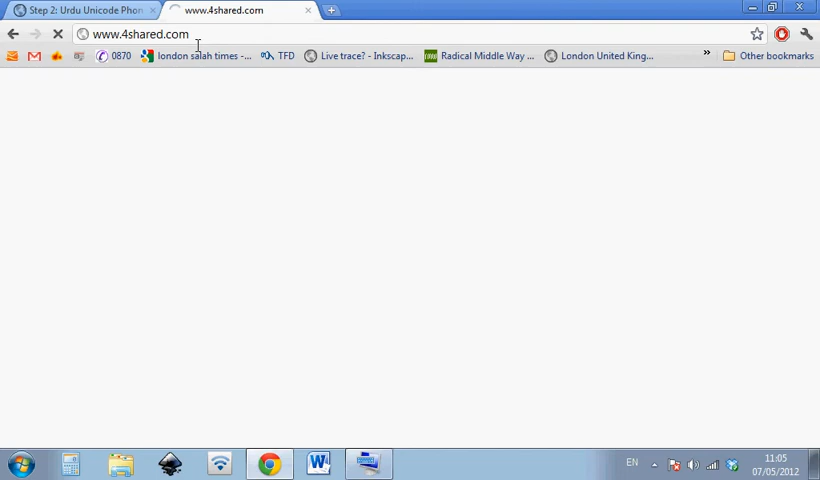 Step 2: Urdu Unicode Phon
www.4shared.com
www.4shared.com
0870
london salah times -...
TFD
Live trace? - Inkscap...
Radical Middle Way ...
London United King...
»
Other bookmarks
EN
11:05
07/05/2012